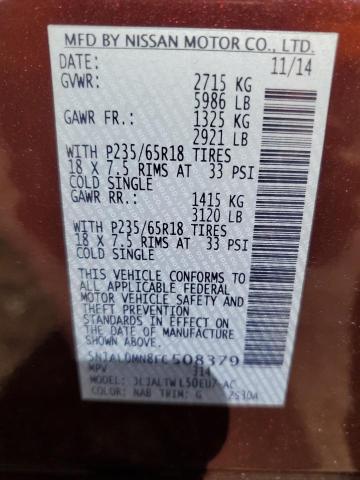 MFD BY NISSAN MOTOR CO., LTD.
DATE: 11/14
GVWR: 2715 KG
5986 LB
GAWR FR.: 1325 KG
2921 LB
WITH P235/65R18 TIRES
18 X 7.5 RIMS AT 33 PSI
COLD SINGLE
GAWR RR.: 1415 KG
3120 LB
WITH P235/65R18 TIRES
18 X 7.5 RIMS AT 33 PSI
COLD SINGLE
THIS VEHICLE CONFORMS TO
ALL APPLICABLE FEDERAL
MOTOR VEHICLE SAFETY AND
THEFT PREVENTION
STANDARDS IN EFFECT ON
THE DATE OF MANUFACTURE
SHOWN ABOVE.
5N1AL0MN8FC508379
MPV J14
MODEL:
COLOR: NAB TRIM: G